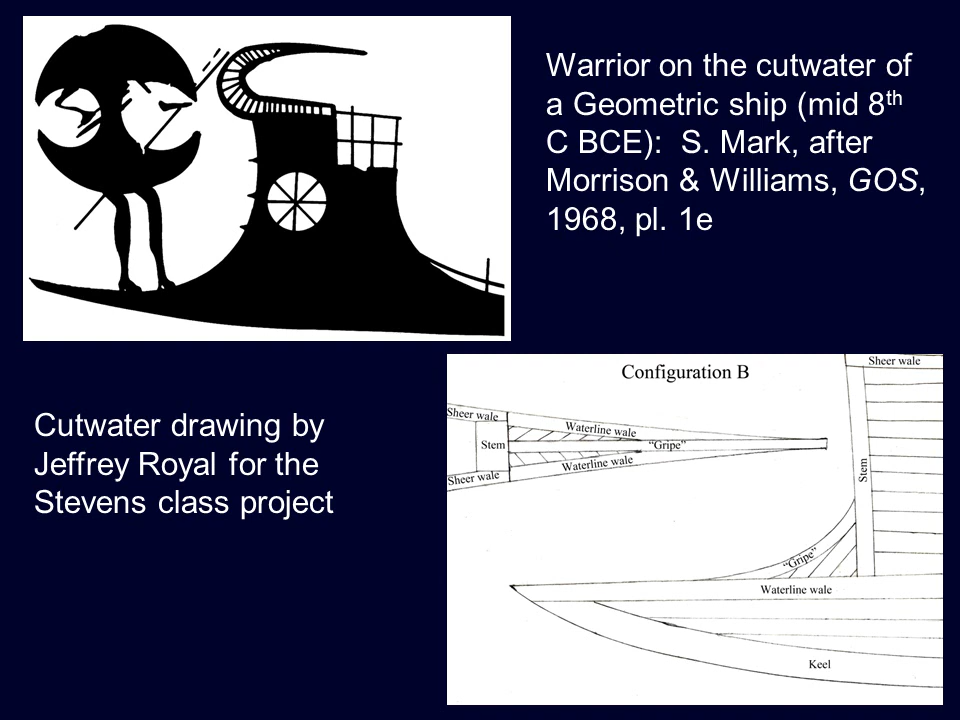 Warrior on the cutwater of
a Geometric ship (mid 8th
C BCE): S. Mark, after
Morrison & Williams, GOS,
1968, pl. 1e
Cutwater drawing by
Jeffrey Royal for the
Stevens class project
Configuration B
Sheer wale
Sheer wale
Waterline wale
Stem
"Gripe"
Waterline wale
Sheer wale
Stem
"Gripe"
Waterline wale
Keel